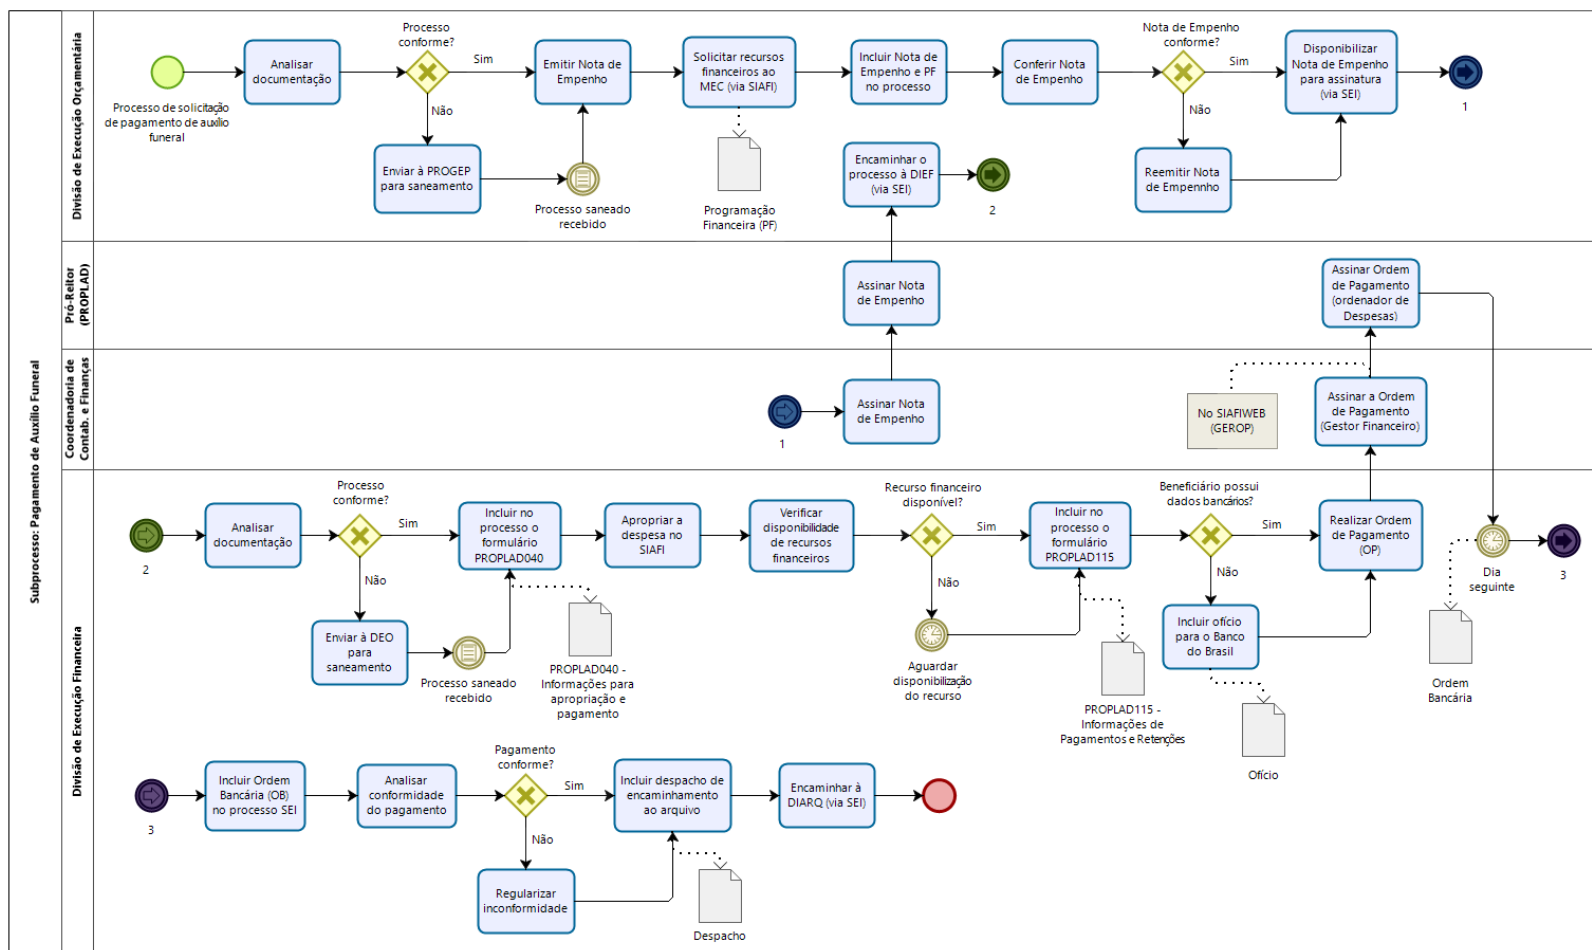 Subprocesso: Pagamento de Auxílio Funeral
Divisão de Execução Orçamentária
Processo de solicitação
de pagamento de auxílio
funeral
Analisar
documentação
Processo
conforme?
Sim
Não
Enviar à PROGEP
para saneamento
Processo saneado
recebido
Emitir Nota de
Empenho
Solicitar recursos
financeiros ao
MEC (via SIAFI)
Programação
Financeira (PF)
Incluir Nota de
Empenho e PF
no processo
Conferir Nota
de Empenho
Nota de Empenho
conforme?
Sim
Não
Reemitir Nota
de Empennho
Disponibilizar
Nota de Empenho
para assinatura
(via SEI)
1
Encaminhar o
processo à DIEF
(via SEI)
2
Pró-Reitor
(PROPLAD)
Assinar Nota
de Empenho
Assinar Ordem
de Pagamento
(ordenador de
Despesas)
Coordenadoria de
Contab. e Finanças
1
Assinar Nota
de Empenho
No SIAFIWEB
(GEROP)
Assinar a Ordem
de Pagamento
(Gestor Financeiro)
Divisão de Execução Financeira
2
Analisar
documentação
Processo
conforme?
Sim
Não
Enviar à DEO
para
saneamento
Processo saneado
recebido
Incluir no
processo o
formulário
PROPLAD040
PROPLAD040 -
Informações para
apropriação e
pagamento
Apropriar a
despesa no
SIAFI
Verificar
disponibilidade
de recursos
financeiros
Recurso financeiro
disponível?
Sim
Não
Aguardar
disponibilização
do recurso
Incluir no
processo o
formulário
PROPLAD115
PROPLAD115 -
Informações de
Pagamentos e Retenções
Beneficiário possui
dados bancários?
Sim
Não
Incluir ofício
para o Banco
do Brasil
Ofício
Realizar Ordem
de Pagamento
(OP)
Dia
seguinte
Ordem
Bancária
3
3
Incluir Ordem
Bancária (OB)
no processo SEI
Analisar
conformidade
do pagamento
Pagamento
conforme?
Sim
Não
Regularizar
inconformidade
Incluir despacho de
encaminhamento
ao arquivo
Despacho
Encaminhar à
DIARQ (via SEI)